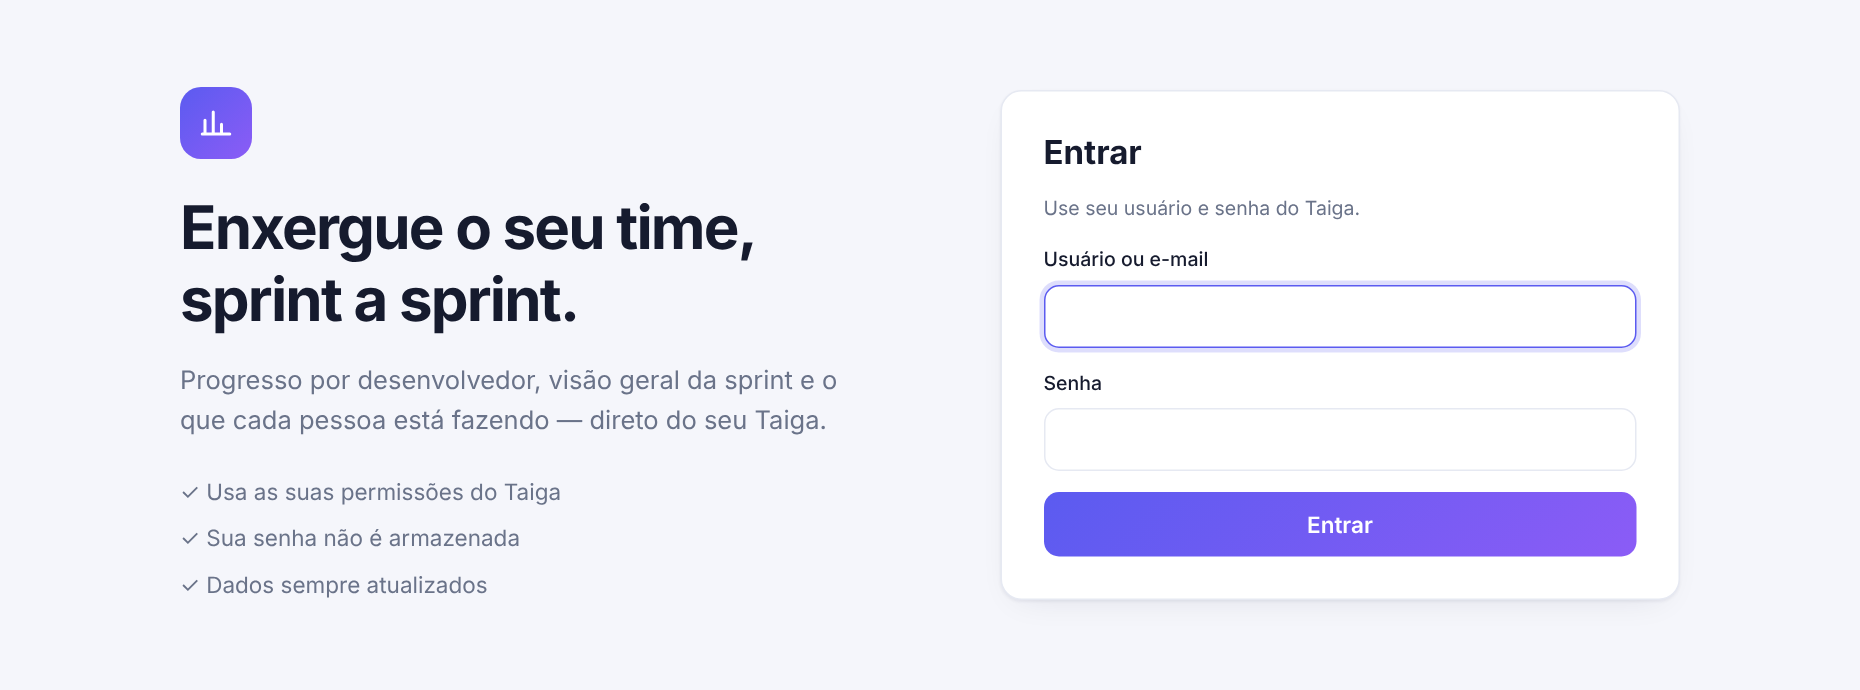 Enxergue o seu time,
sprint a sprint.
Progresso por desenvolvedor, visão geral da sprint e o
que cada pessoa está fazendo — direto do seu Taiga.
✓ Usa as suas permissões do Taiga
✓ Sua senha não é armazenada
✓ Dados sempre atualizados
Entrar
Use seu usuário e senha do Taiga.
Usuário ou e-mail
Senha
Entrar